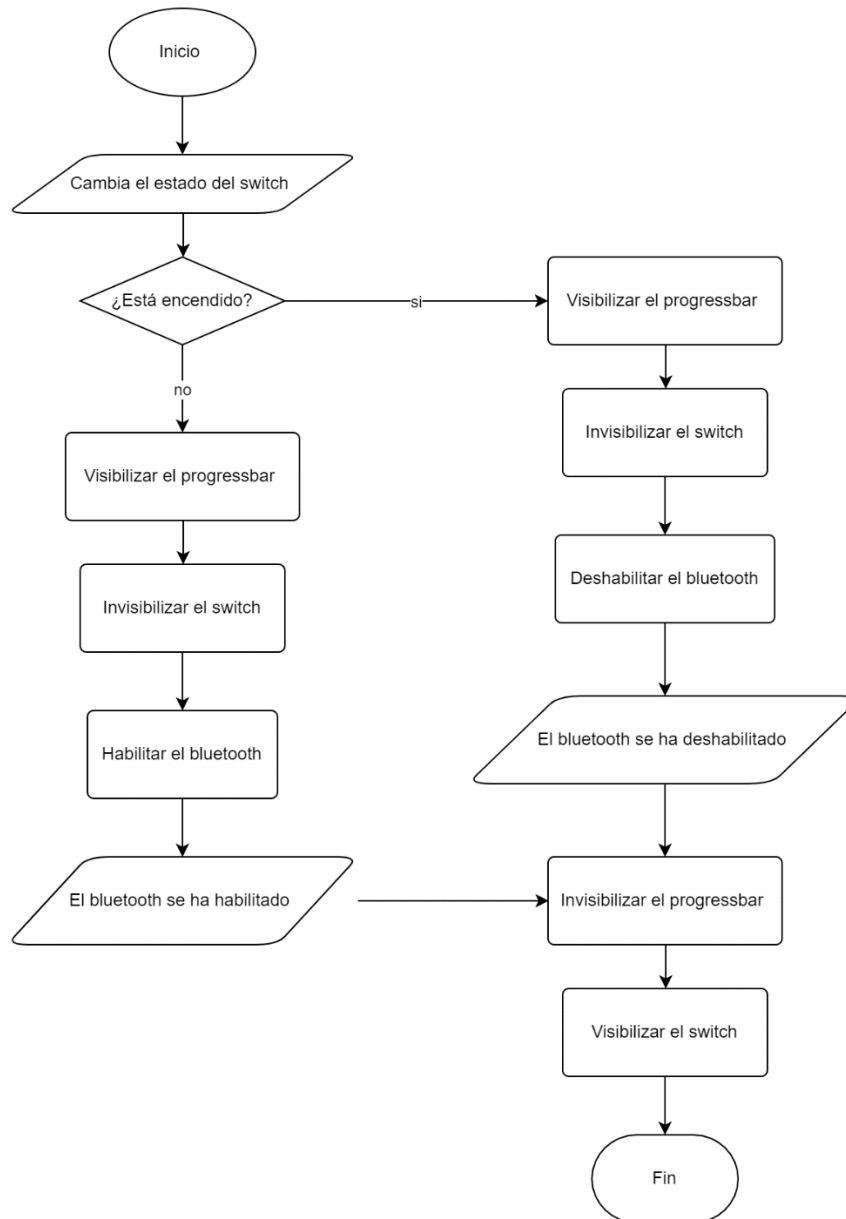 Inicio
Cambia el estado del switch
¿Está encendido?
si
Visibilizar el progressbar
Invisibilizar el switch
Deshabilitar el bluetooth
El bluetooth se ha deshabilitado
no
Visibilizar el progressbar
Invisibilizar el switch
Habilitar el bluetooth
El bluetooth se ha habilitado
Invisibilizar el progressbar
Visibilizar el switch
Fin